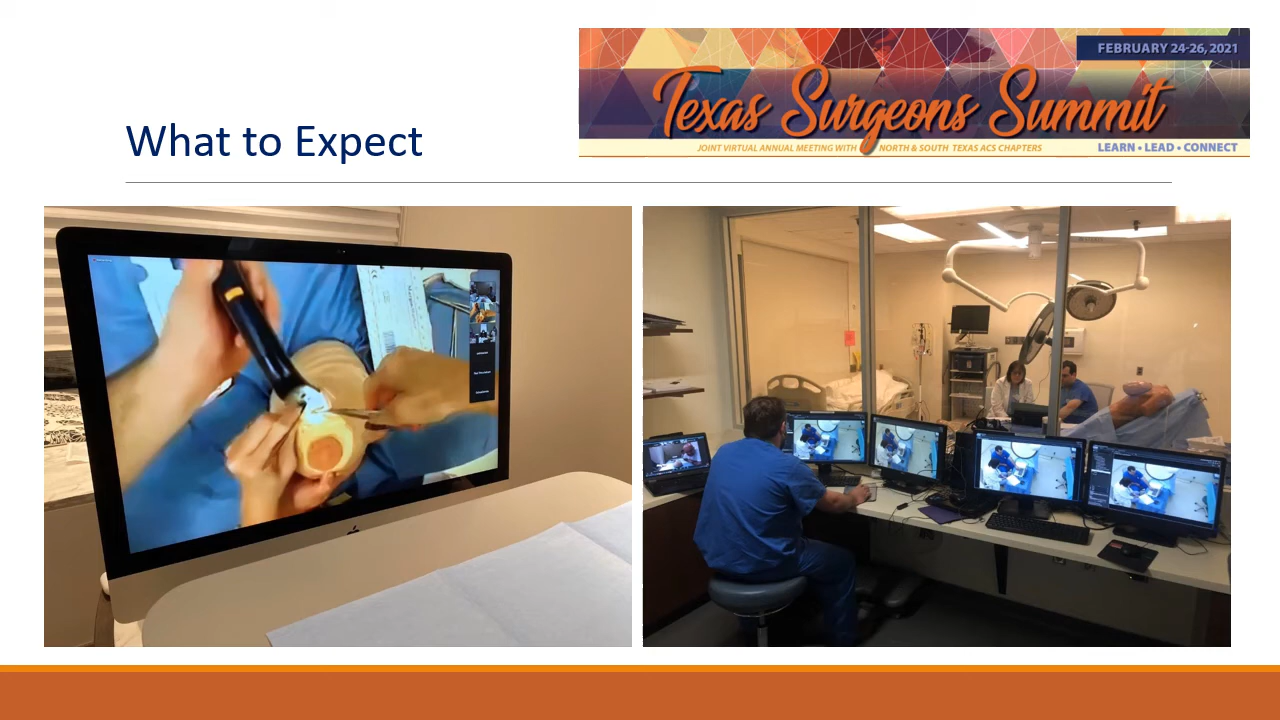 FEBRUARY 24-26, 2021
Texas Surgeons Summit
JOINT VIRTUAL ANNUAL MEETING WITH NORTH & SOUTH TEXAS ACS CHAPTERS
LEARN • LEAD • CONNECT
What to Expect